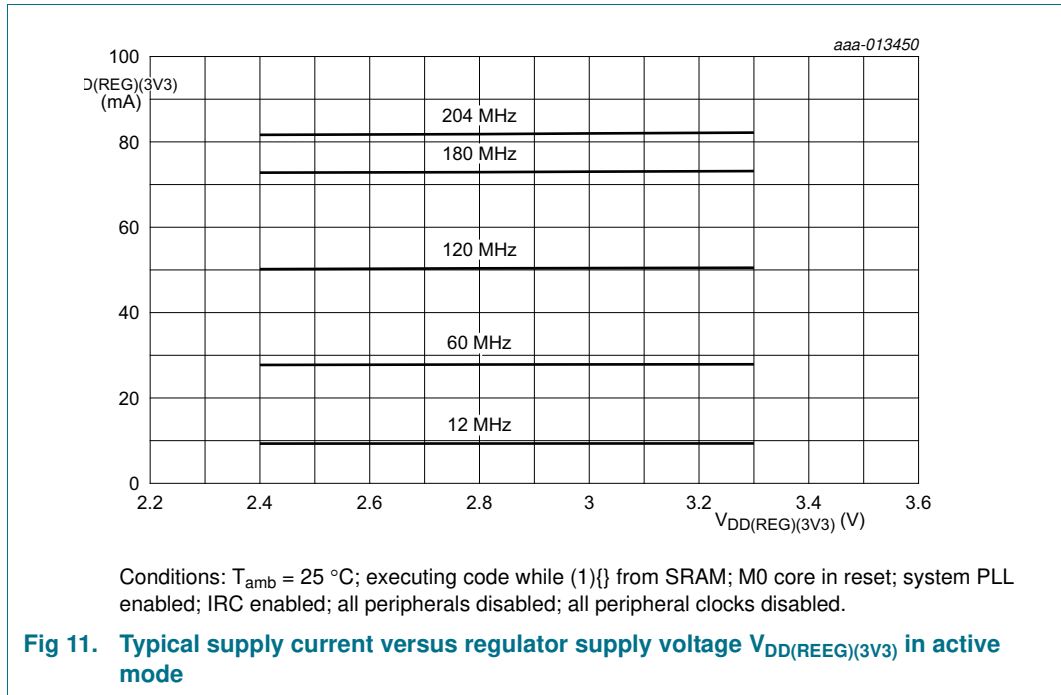 aaa-013450
100
D(REG)(3V3)
(mA)
80
60
40
20
0
204 MHz
180 MHz
120 MHz
60 MHz
12 MHz
2.2 2.4 2.6 2.8 3 3.2 3.4 3.6
VDD(REG)(3V3) (V)
Conditions: Tamb = 25 °C; executing code while (1){} from SRAM; M0 core in reset; system PLL
enabled; IRC enabled; all peripherals disabled; all peripheral clocks disabled.
Fig 11. Typical supply current versus regulator supply voltage VDD(REEG)(3V3) in active
mode